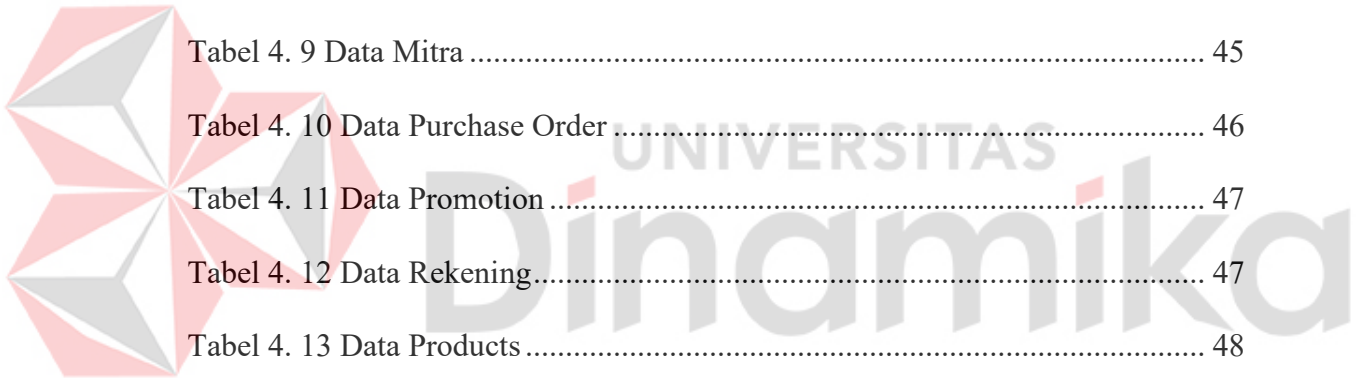 Tabel 4. 9 Data Mitra ........................................................................................... 45
Tabel 4. 10 Data Purchase Order ......................................................................... 46
UNIVERSITAS
Tabel 4. 11 Data Promotion ................................................................................. 47
Dinamika
Tabel 4. 12 Data Rekening................................................................................... 47
Tabel 4. 13 Data Products .................................................................................... 48